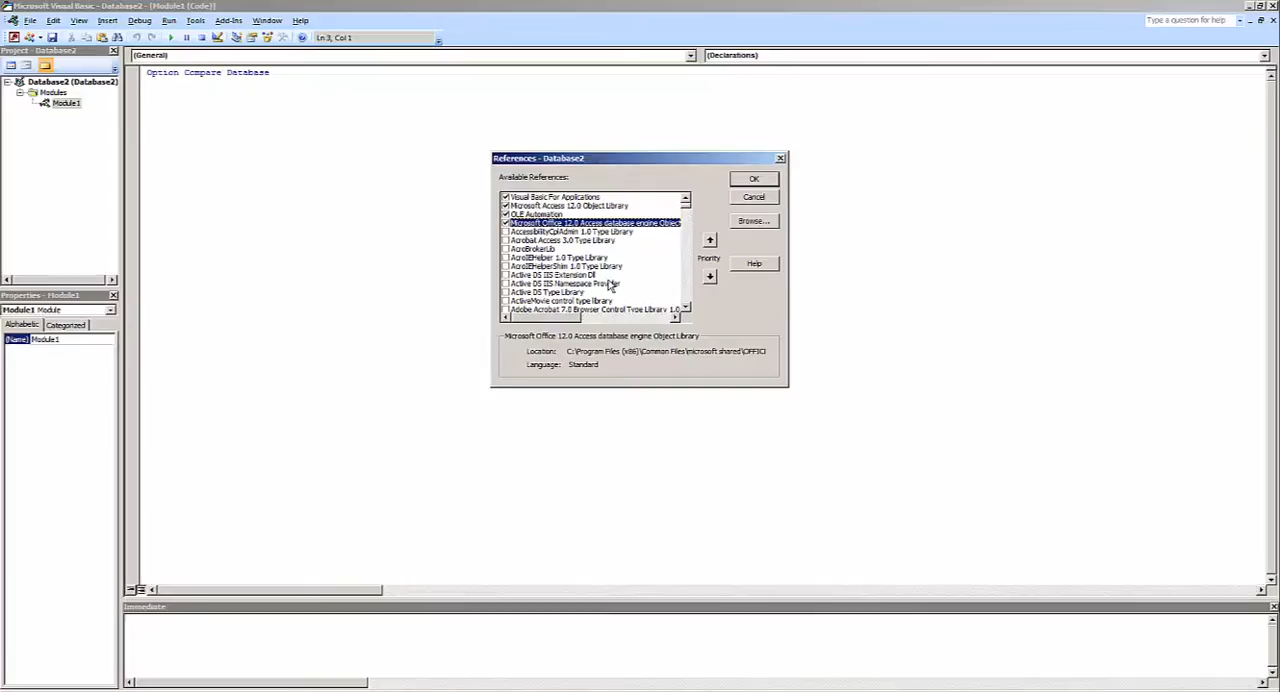 Microsoft Visual Basic - Database2 - [Module1 (Code)]
File Edit View Insert Debug Run Tools Add-Ins Window Help
Type a question for help
Ln 3, Col 1
Project - Database2
(General)
(Declarations)
Option Compare Database
Database2 (Database2)
Modules
Module1
References - Database2
Available References:
Visual Basic For Applications
Microsoft Access 12.0 Object Library
OLE Automation
Microsoft Office 12.0 Access database engine Object
AccessibilityCplAdmin 1.0 Type Library
Acrobat Access 3.0 Type Library
AcroBrokerLib
AcroIEHelper 1.0 Type Library
AcroIEHelperShim 1.0 Type Library
Active DS IIS Extension Dll
Active DS IIS Namespace Provider
Active DS Type Library
ActiveMovie control type library
Adobe Acrobat 7.0 Browser Control Type Library 1.0
OK
Cancel
Browse...
Priority
Help
Microsoft Office 12.0 Access database engine Object Library
Location: C:\Program Files (x86)\Common Files\microsoft shared\OFFICI
Language: Standard
Properties - Module1
Module1 Module
Alphabetic Categorized
(Name) Module1
Immediate